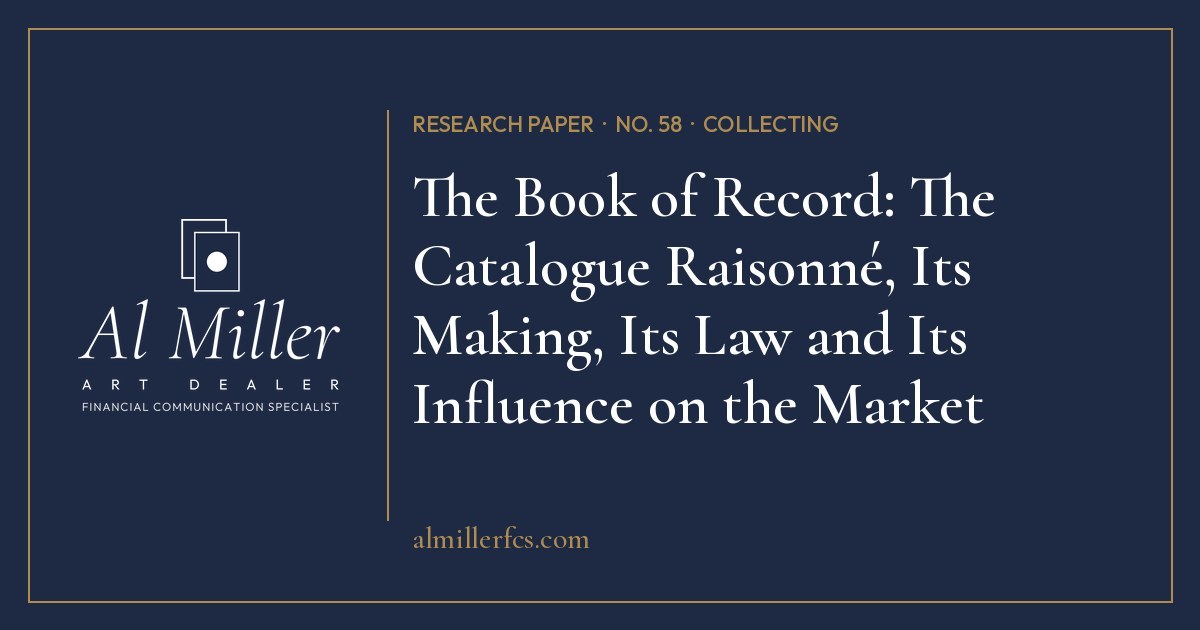 Al Miller
ART DEALER
FINANCIAL COMMUNICATION SPECIALIST
RESEARCH PAPER · NO. 58 · COLLECTING
The Book of Record: The
Catalogue Raisonné, Its
Making, Its Law and Its
Influence on the Market
almillerfcs.com